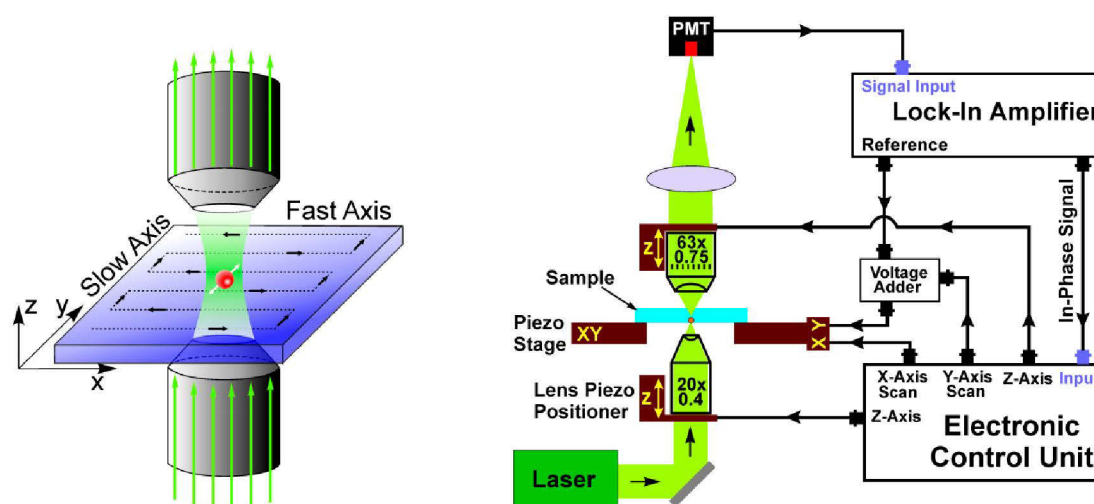 Fast Axis
Slow Axis
z
y
x
PMT
Signal Input
Lock-In Amplifier
Reference
In-Phase Signal
z
63x
0.75
Voltage
Adder
Sample
Piezo
Stage
XY
X Y
Lens Piezo
Positioner
z
20x
0.4
X-Axis
Scan
Y-Axis
Scan
Z-Axis
Input
Z-Axis
Electronic
Control Unit
Laser